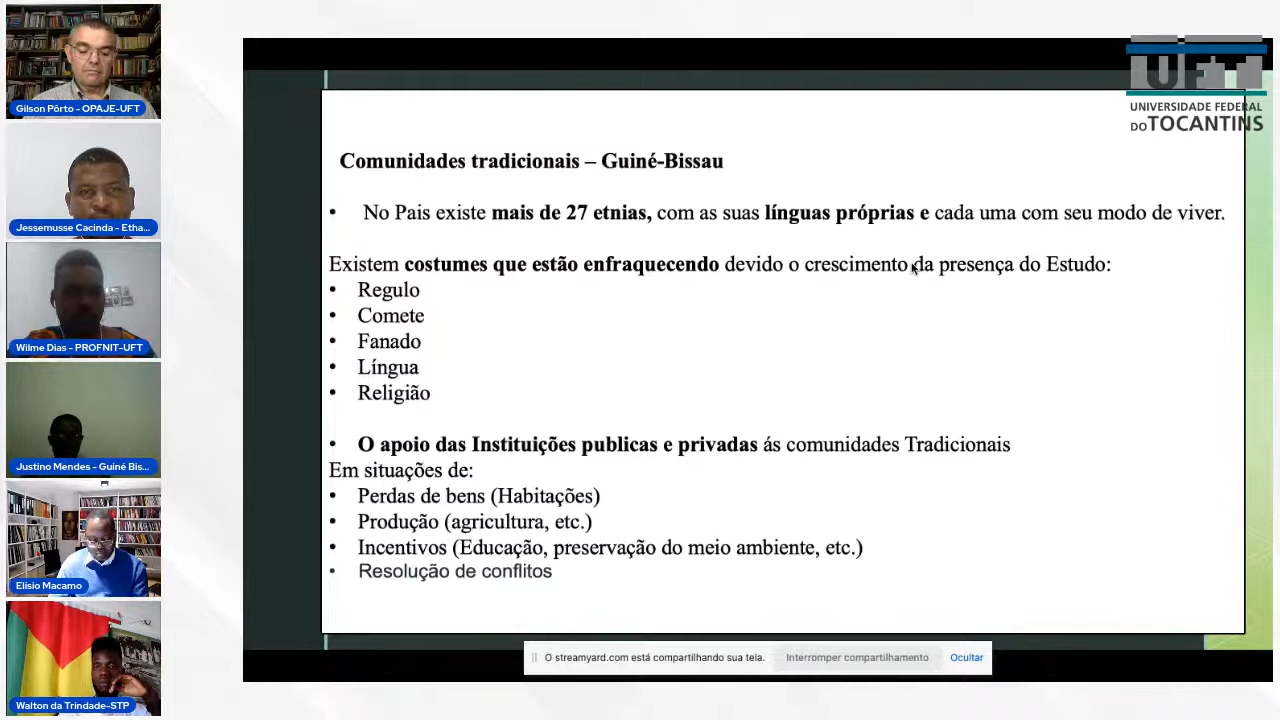 Gilson Pôrto - OPAJE-UFT
Jessemusse Cacinda - Etha...
Wilme Dias - PROFNIT-UFT
Justino Mendes - Guiné Bis...
Elísio Macamo
Walton da Trindade-STP
UFT
UNIVERSIDADE FEDERAL
DO TOCANTINS
Comunidades tradicionais – Guiné-Bissau
• No Pais existe mais de 27 etnias, com as suas línguas próprias e cada uma com seu modo de viver.
Existem costumes que estão enfraquecendo devido o crescimento da presença do Estudo:
• Regulo
• Comete
• Fanado
• Língua
• Religião
• O apoio das Instituições publicas e privadas ás comunidades Tradicionais
Em situações de:
• Perdas de bens (Habitações)
• Produção (agricultura, etc.)
• Incentivos (Educação, preservação do meio ambiente, etc.)
• Resolução de conflitos
O streamyard.com está compartilhando sua tela. Interromper compartilhamento Ocultar